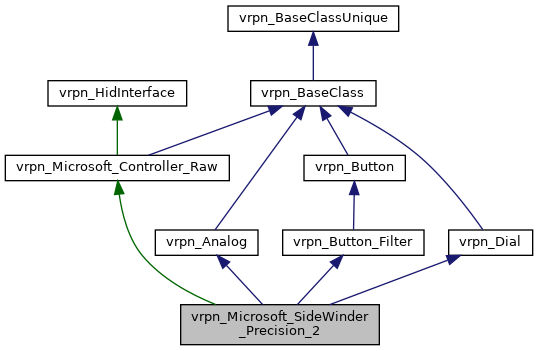 vrpn_BaseClassUnique
vrpn_HidInterface
vrpn_BaseClass
vrpn_Microsoft_Controller_Raw
vrpn_Button
vrpn_Analog
vrpn_Button_Filter
vrpn_Dial
vrpn_Microsoft_SideWinder
_Precision_2